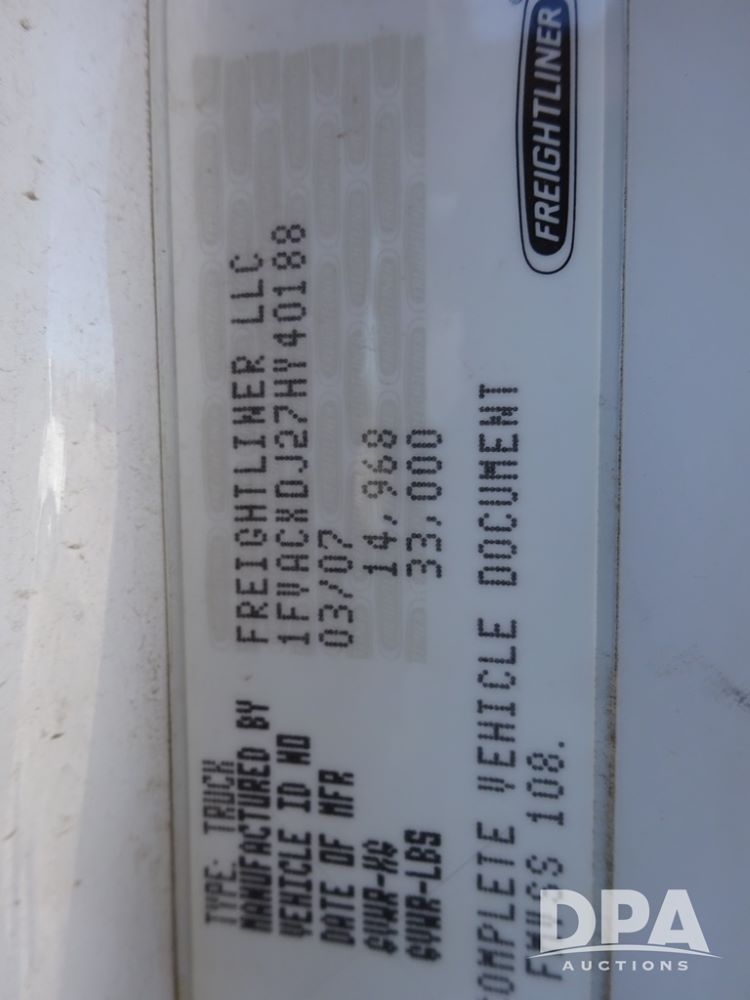 FREIGHTLINER
TYPE: TRUCK
MANUFACTURED BY FREIGHTLINER LLC
VEHICLE ID NO 1FVACXDJ27HY40188
DATE OF MFR 03/07
GVWR-KG 14,968
GVWR-LBS 33,000
OMPLETE VEHICLE DOCUMENT
FMVSS 108.
DPA
AUCTIONS